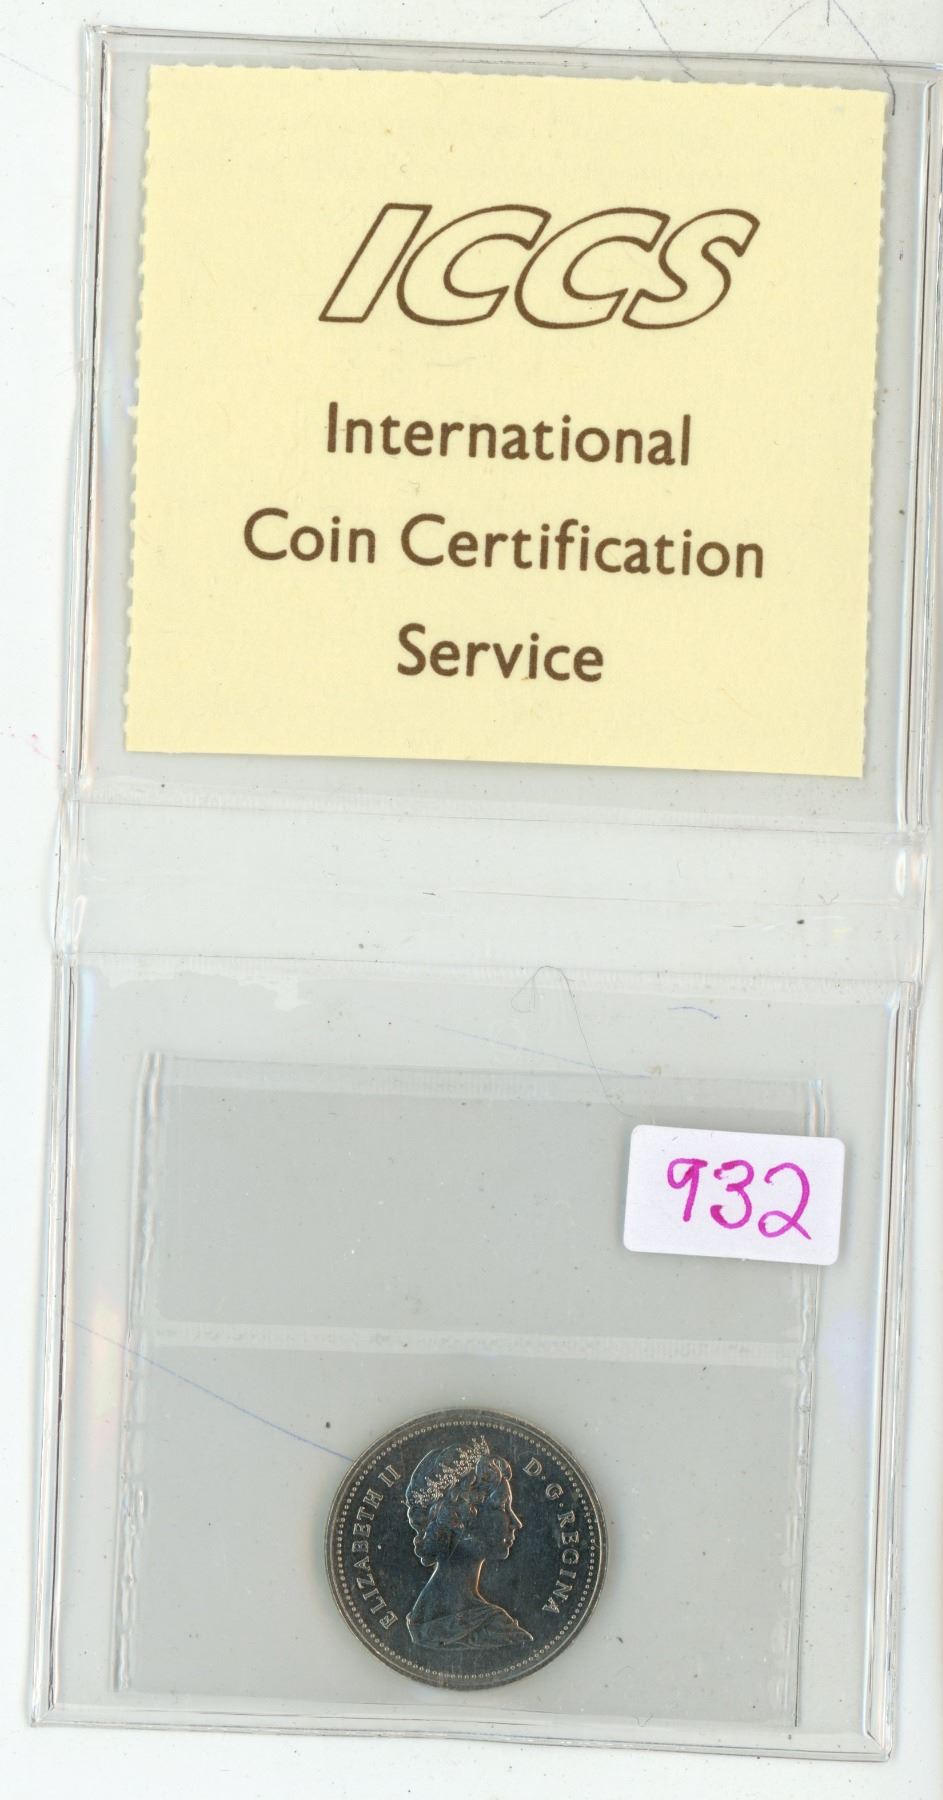 ICCS
International
Coin Certification
Service
932
ELIZABETH II D·G·REGINA